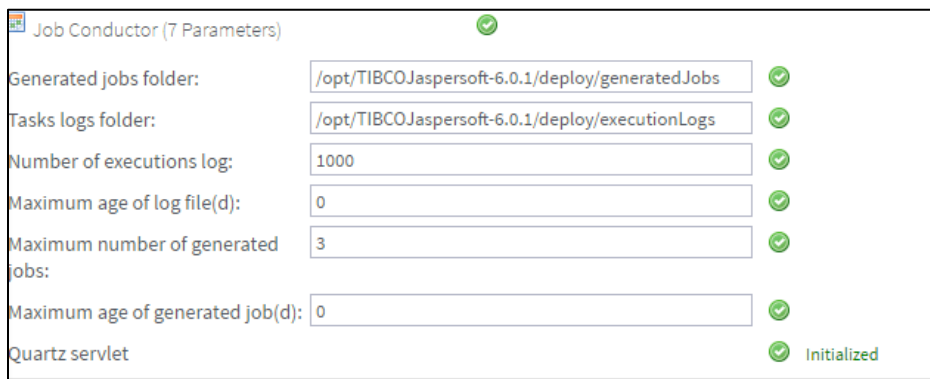 Job Conductor (7 Parameters)
Generated jobs folder: /opt/TIBCOJaspersoft-6.0.1/deploy/generatedJobs
Tasks logs folder: /opt/TIBCOJaspersoft-6.0.1/deploy/executionLogs
Number of executions log: 1000
Maximum age of log file(d): 0
Maximum number of generated 3
jobs:
Maximum age of generated job(d): 0
Quartz servlet Initialized